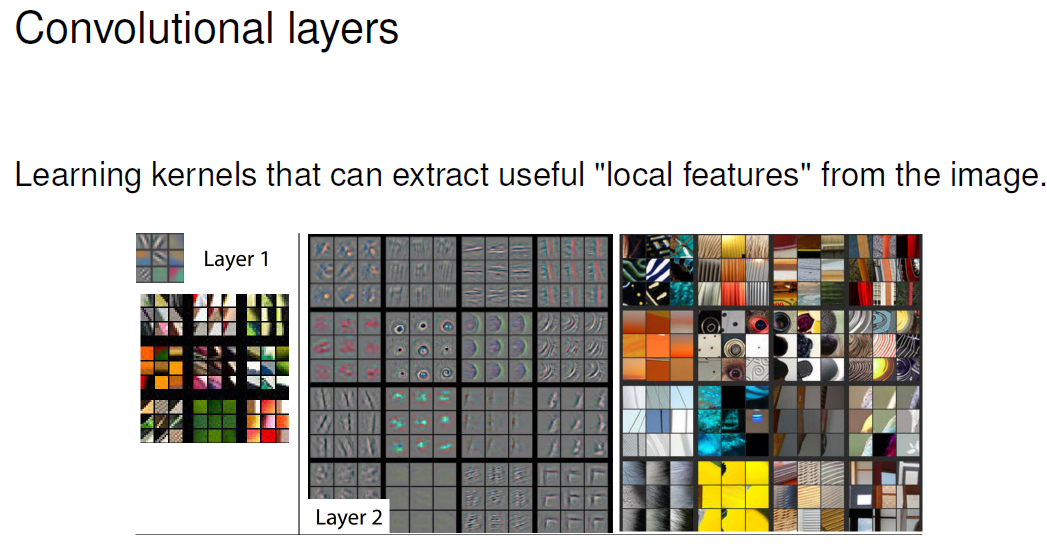 Convolutional layers
Learning kernels that can extract useful "local features" from the image.
Layer 1
Layer 2